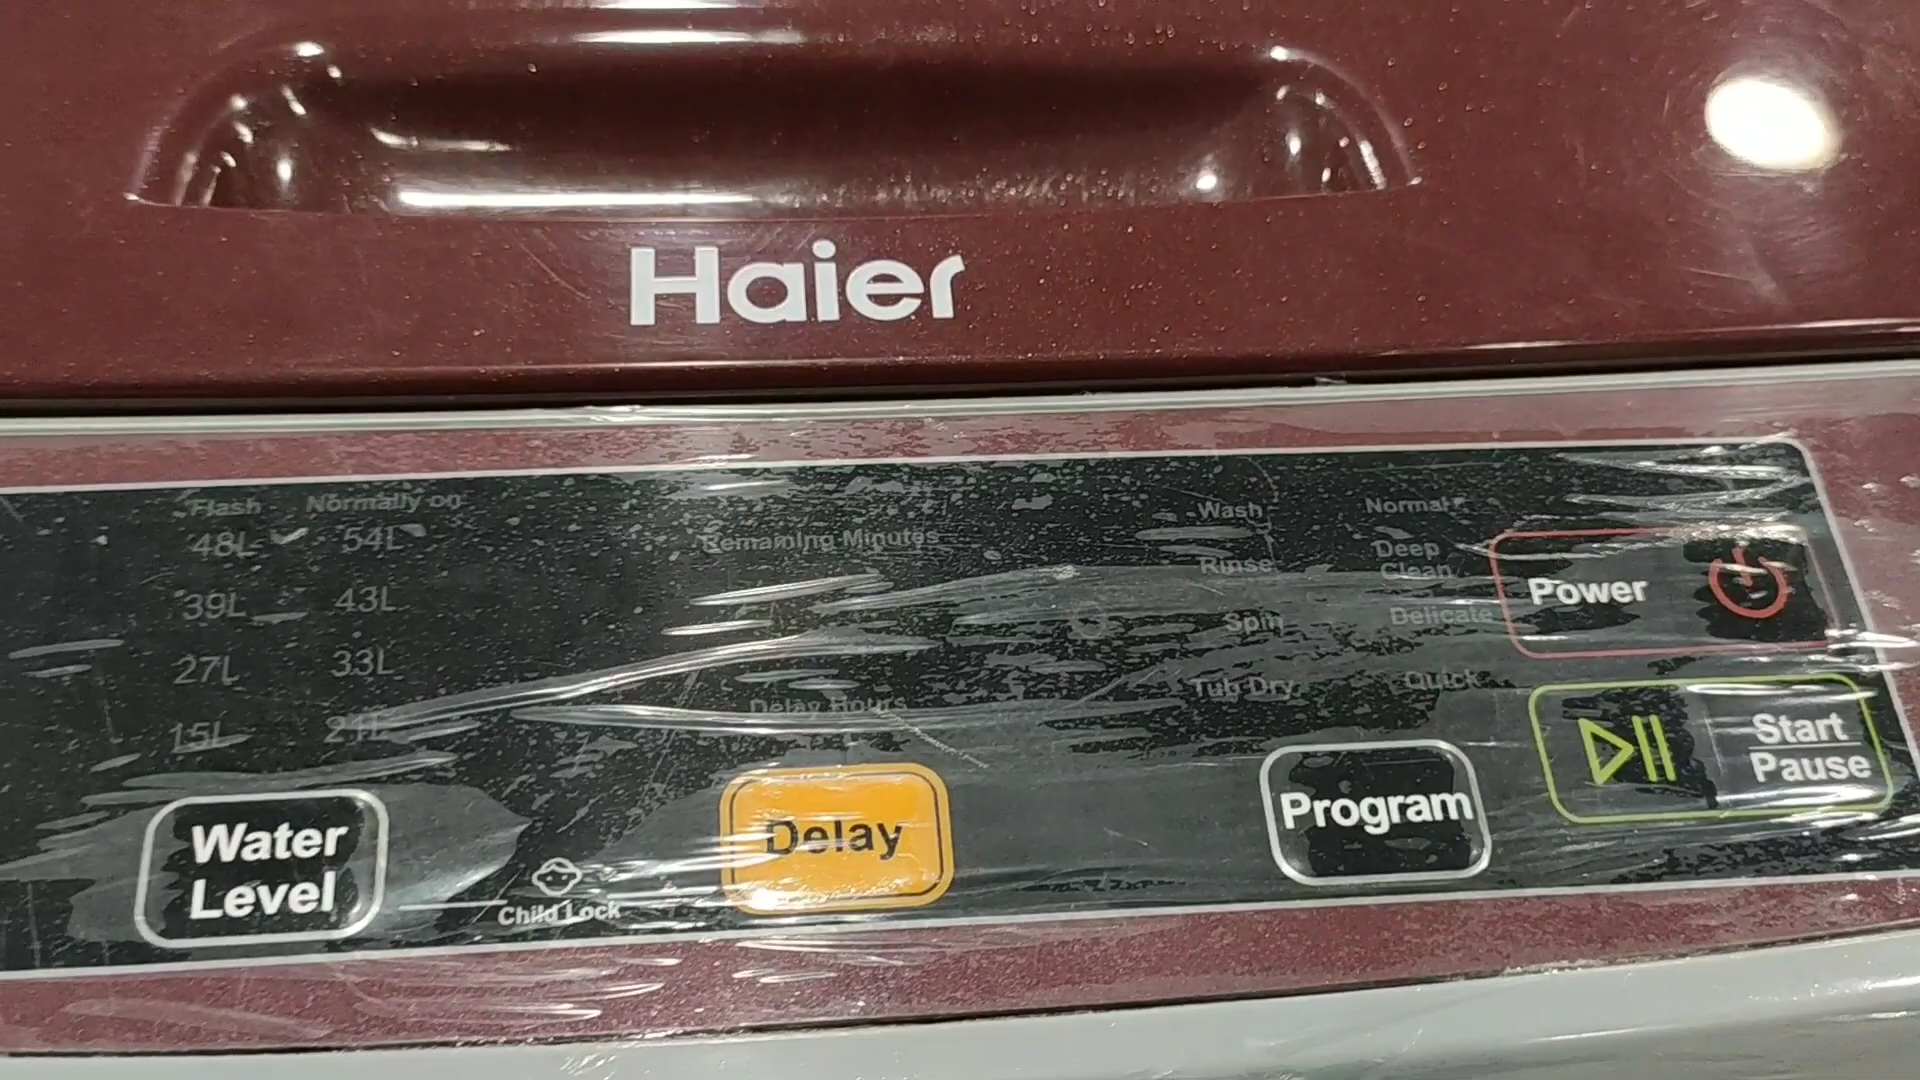 Haier
Flash Normally on
48L 54L
39L 43L
27L 33L
15L 21L
Remaining Minutes
Delay Hours
Wash
Rinse
Spin
Tub Dry
Normal
Deep
Clean
Delicate
Quick
Power
Start
Pause
Water
Level
Child Lock
Delay
Program